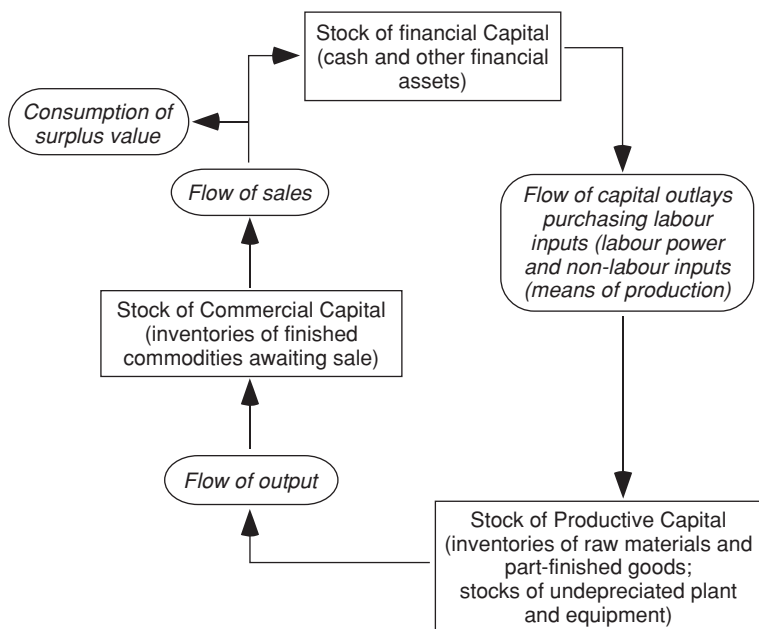 Stock of financial Capital
(cash and other financial
assets)
Consumption of
surplus value
Flow of sales
Flow of capital outlays
purchasing labour
inputs (labour power
and non-labour inputs
(means of production)
Stock of Commercial Capital
(inventories of finished
commodities awaiting sale)
Flow of output
Stock of Productive Capital
(inventories of raw materials and
part-finished goods;
stocks of undepreciated plant
and equipment)